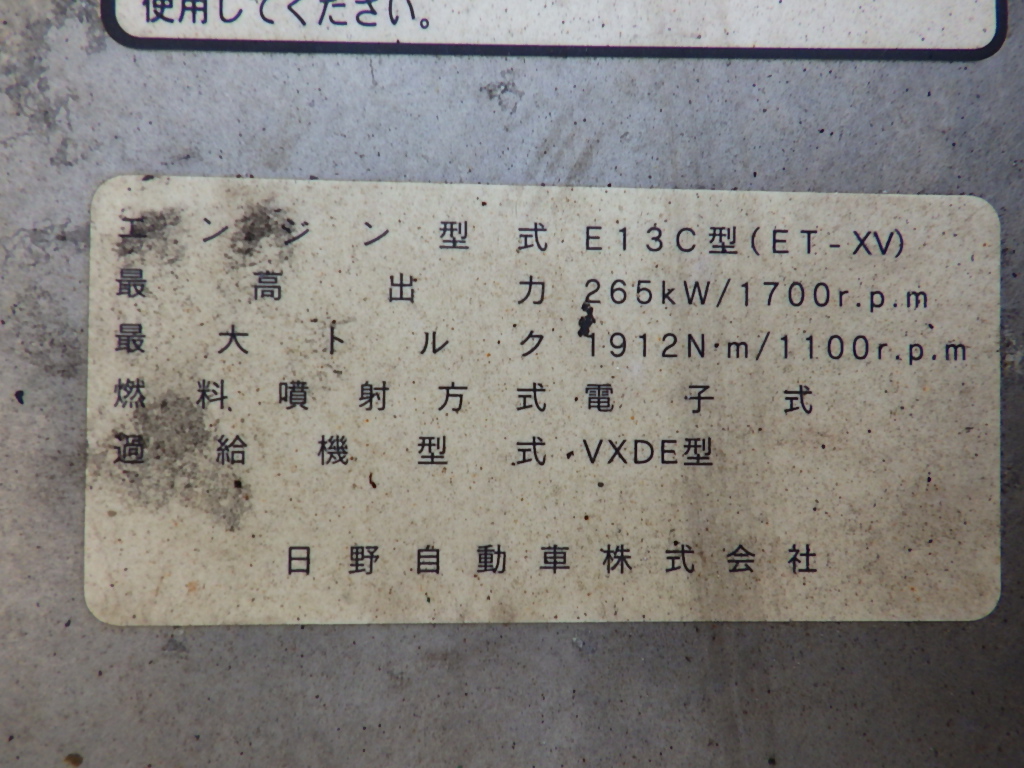 使用してください。
エンジン型式 E13C型(ET-XV)
最高出力 265kW/1700r.p.m
最大トルク 1912N·m/1100r.p.m
燃料噴射方式 電子式
過給機型式 VXDE型
日野自動車株式会社